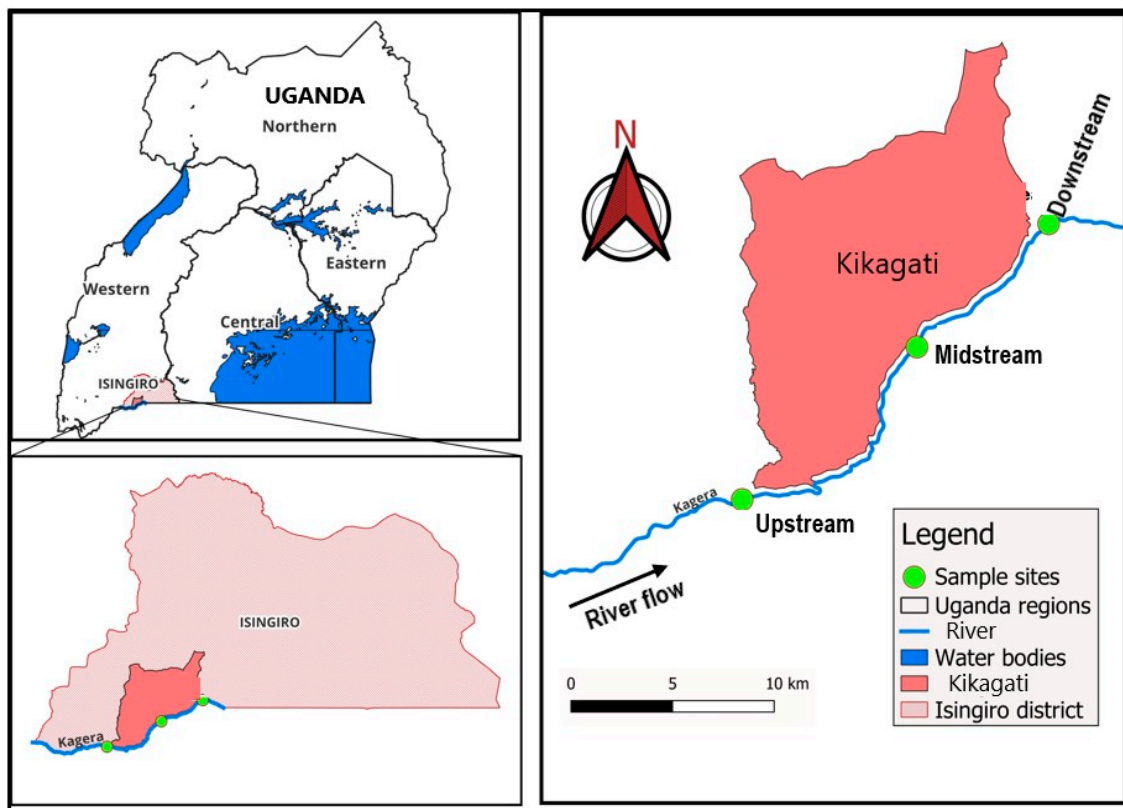 UGANDA
Northern
Eastern
Western
Central
ISINGIRO
ISINGIRO
Kagera
N
Downstream
Kikagati
Midstream
Kagera
Upstream
River flow
0 5 10 km
Legend
Sample sites
Uganda regions
River
Water bodies
Kikagati
Isingiro district